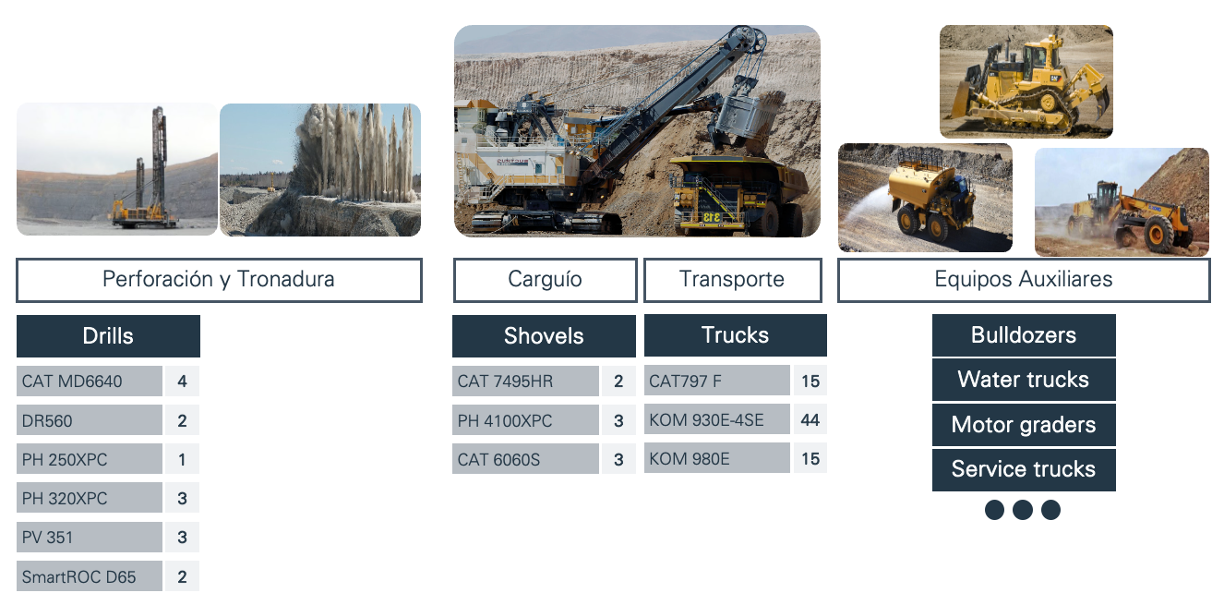 313
Perforación y Tronadura
Carguío
Transporte
Equipos Auxiliares
Drills
CAT MD6640 4
DR560 2
PH 250XPC 1
PH 320XPC 3
PV 351 3
SmartROC D65 2
Shovels
CAT 7495HR 2
PH 4100XPC 3
CAT 6060S 3
Trucks
CAT797 F 15
KOM 930E-4SE 44
KOM 980E 15
Bulldozers
Water trucks
Motor graders
Service trucks